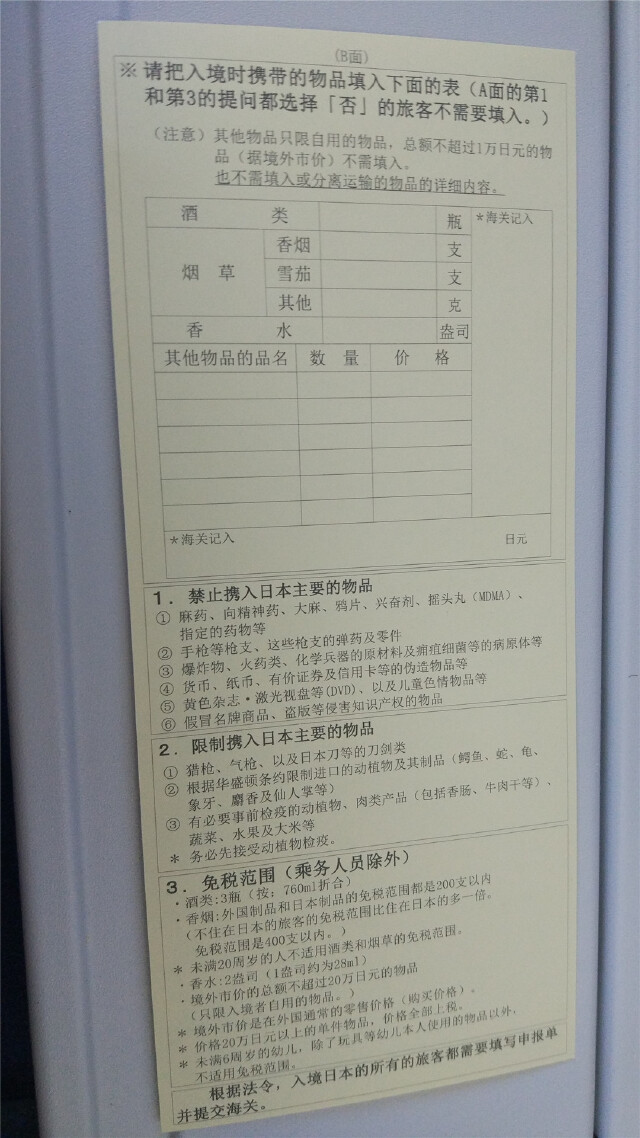 (B面)
※ 请把入境时携带的物品填入下面的表（A面的第1
和第3的提问都选择「否」的旅客不需要填入。）
（注意）其他物品只限自用的物品，总额不超过1万日元的物
品（据境外市价）不需填入。
也不需填入或分离运输的物品的详细内容。
酒 类 瓶 *海关记入
烟 草 香烟 支
雪茄 支
其他 克
香 水 盎司
其他物品的品名 数 量 价 格
*海关记入 日元
1．禁止携入日本主要的物品
① 麻药、向精神药、大麻、鸦片、兴奋剂、摇头丸（MDMA）、
指定的药物等
② 手枪等枪支、这些枪支的弹药及零件
③ 爆炸物、火药类、化学兵器的原材料及痈疽细菌等的病原体等
④ 货币、纸币、有价证券及信用卡等的伪造物品等
⑤ 黄色杂志・激光视盘等(DVD)、以及儿童色情物品等
⑥ 假冒名牌商品、盗版等侵害知识产权的物品
2．限制携入日本主要的物品
① 猎枪、气枪、以及日本刀等的刀剑类
② 根据华盛顿条约限制进口的动植物及其制品（鳄鱼、蛇、龟、
象牙、麝香及仙人掌等）
③ 有必要事前检疫的动植物、肉类产品（包括香肠、牛肉干等）、
蔬菜、水果及大米等
* 务必先接受动植物检疫。
3．免税范围（乘务人员除外）
・酒类:3瓶（按；760ml折合）
・香烟:外国制品和日本制品的免税范围都是200支以内
（不住在日本的旅客的免税范围比住在日本的多一倍。
免税范围是400支以内。）
* 未满20周岁的人不适用酒类和烟草的免税范围。
・香水:2盎司（1盎司约为28ml）
・境外市价的总额不超过20万日元的物品
（只限入境者自用的物品。）
* 境外市价是在外国通常的零售价格（购买价格）。
* 价格20万日元以上的单件物品，价格全部上税。
* 未满6周岁的幼儿，除了玩具等幼儿本人使用的物品以外，
不适用免税范围。
根据法令，入境日本的所有的旅客都需要填写申报单
并提交海关。